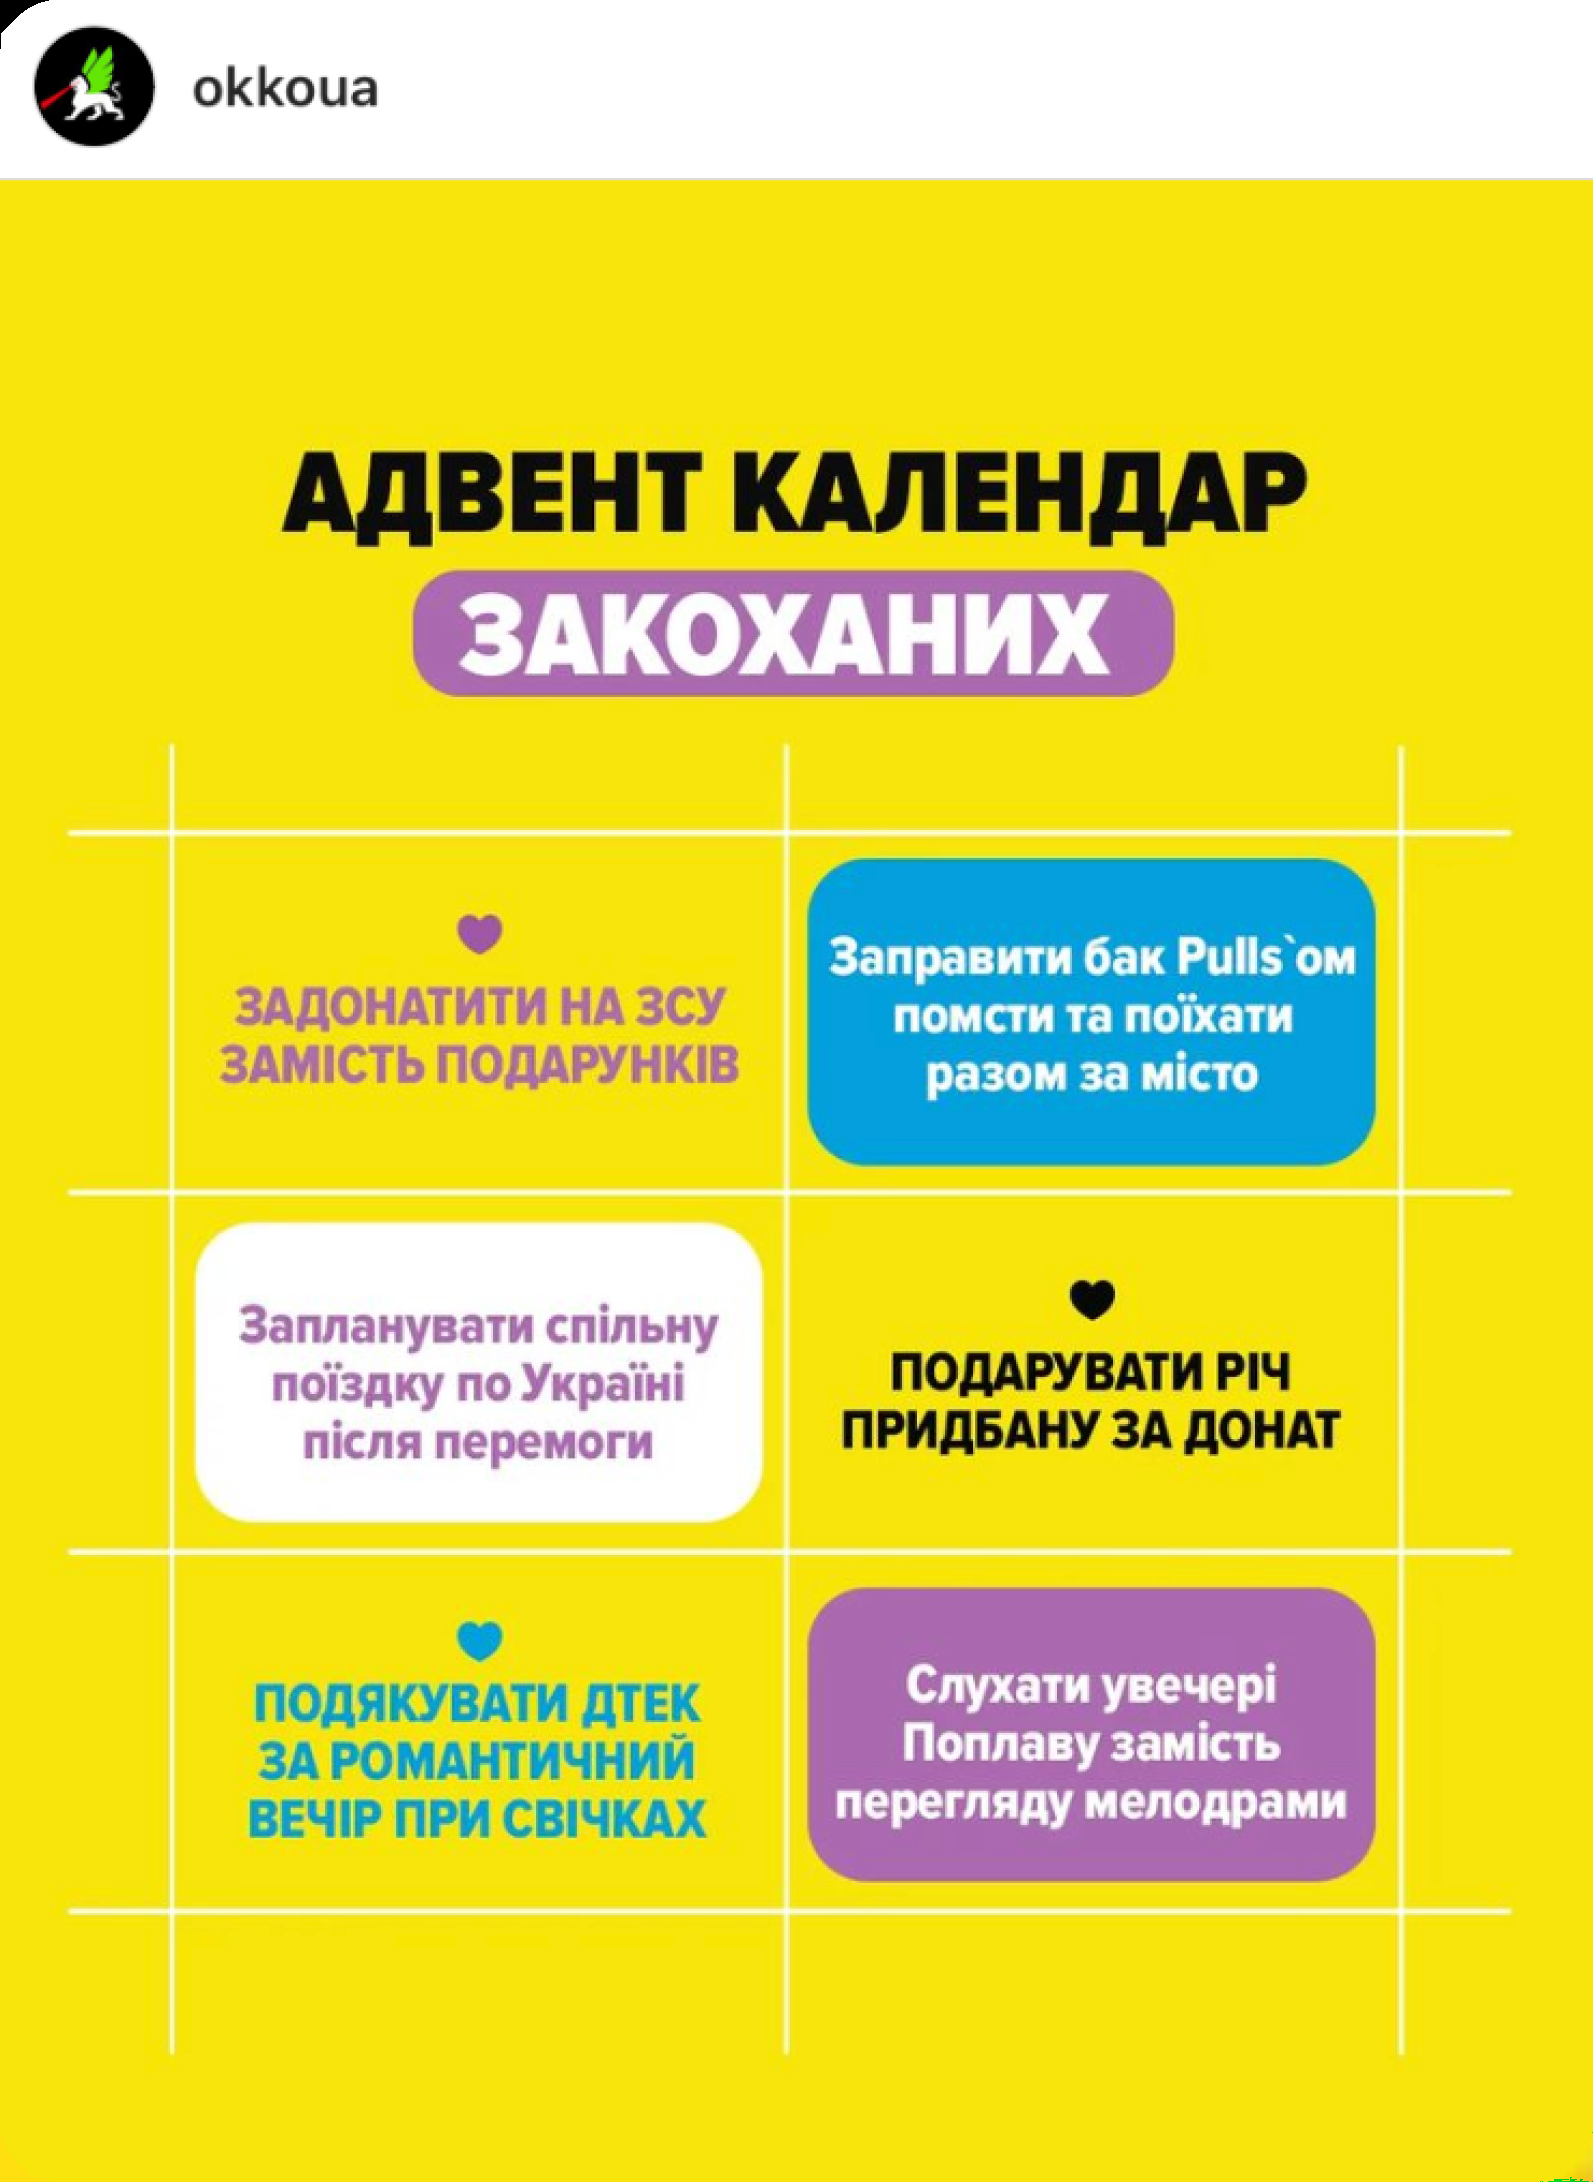 okkoua
АДВЕНТ КАЛЕНДАР
ЗАКОХАНИХ
ЗАДОНАТИТИ НА ЗСУ
ЗАМІСТЬ ПОДАРУНКІВ
Заправити бак Pulls`ом
помсти та поїхати
разом за місто
Запланувати спільну
поїздку по Україні
після перемоги
ПОДАРУВАТИ РІЧ
ПРИДБАНУ ЗА ДОНАТ
ПОДЯКУВАТИ ДТЕК
ЗА РОМАНТИЧНИЙ
ВЕЧІР ПРИ СВІЧКАХ
Слухати увечері
Поплаву замість
перегляду мелодрами